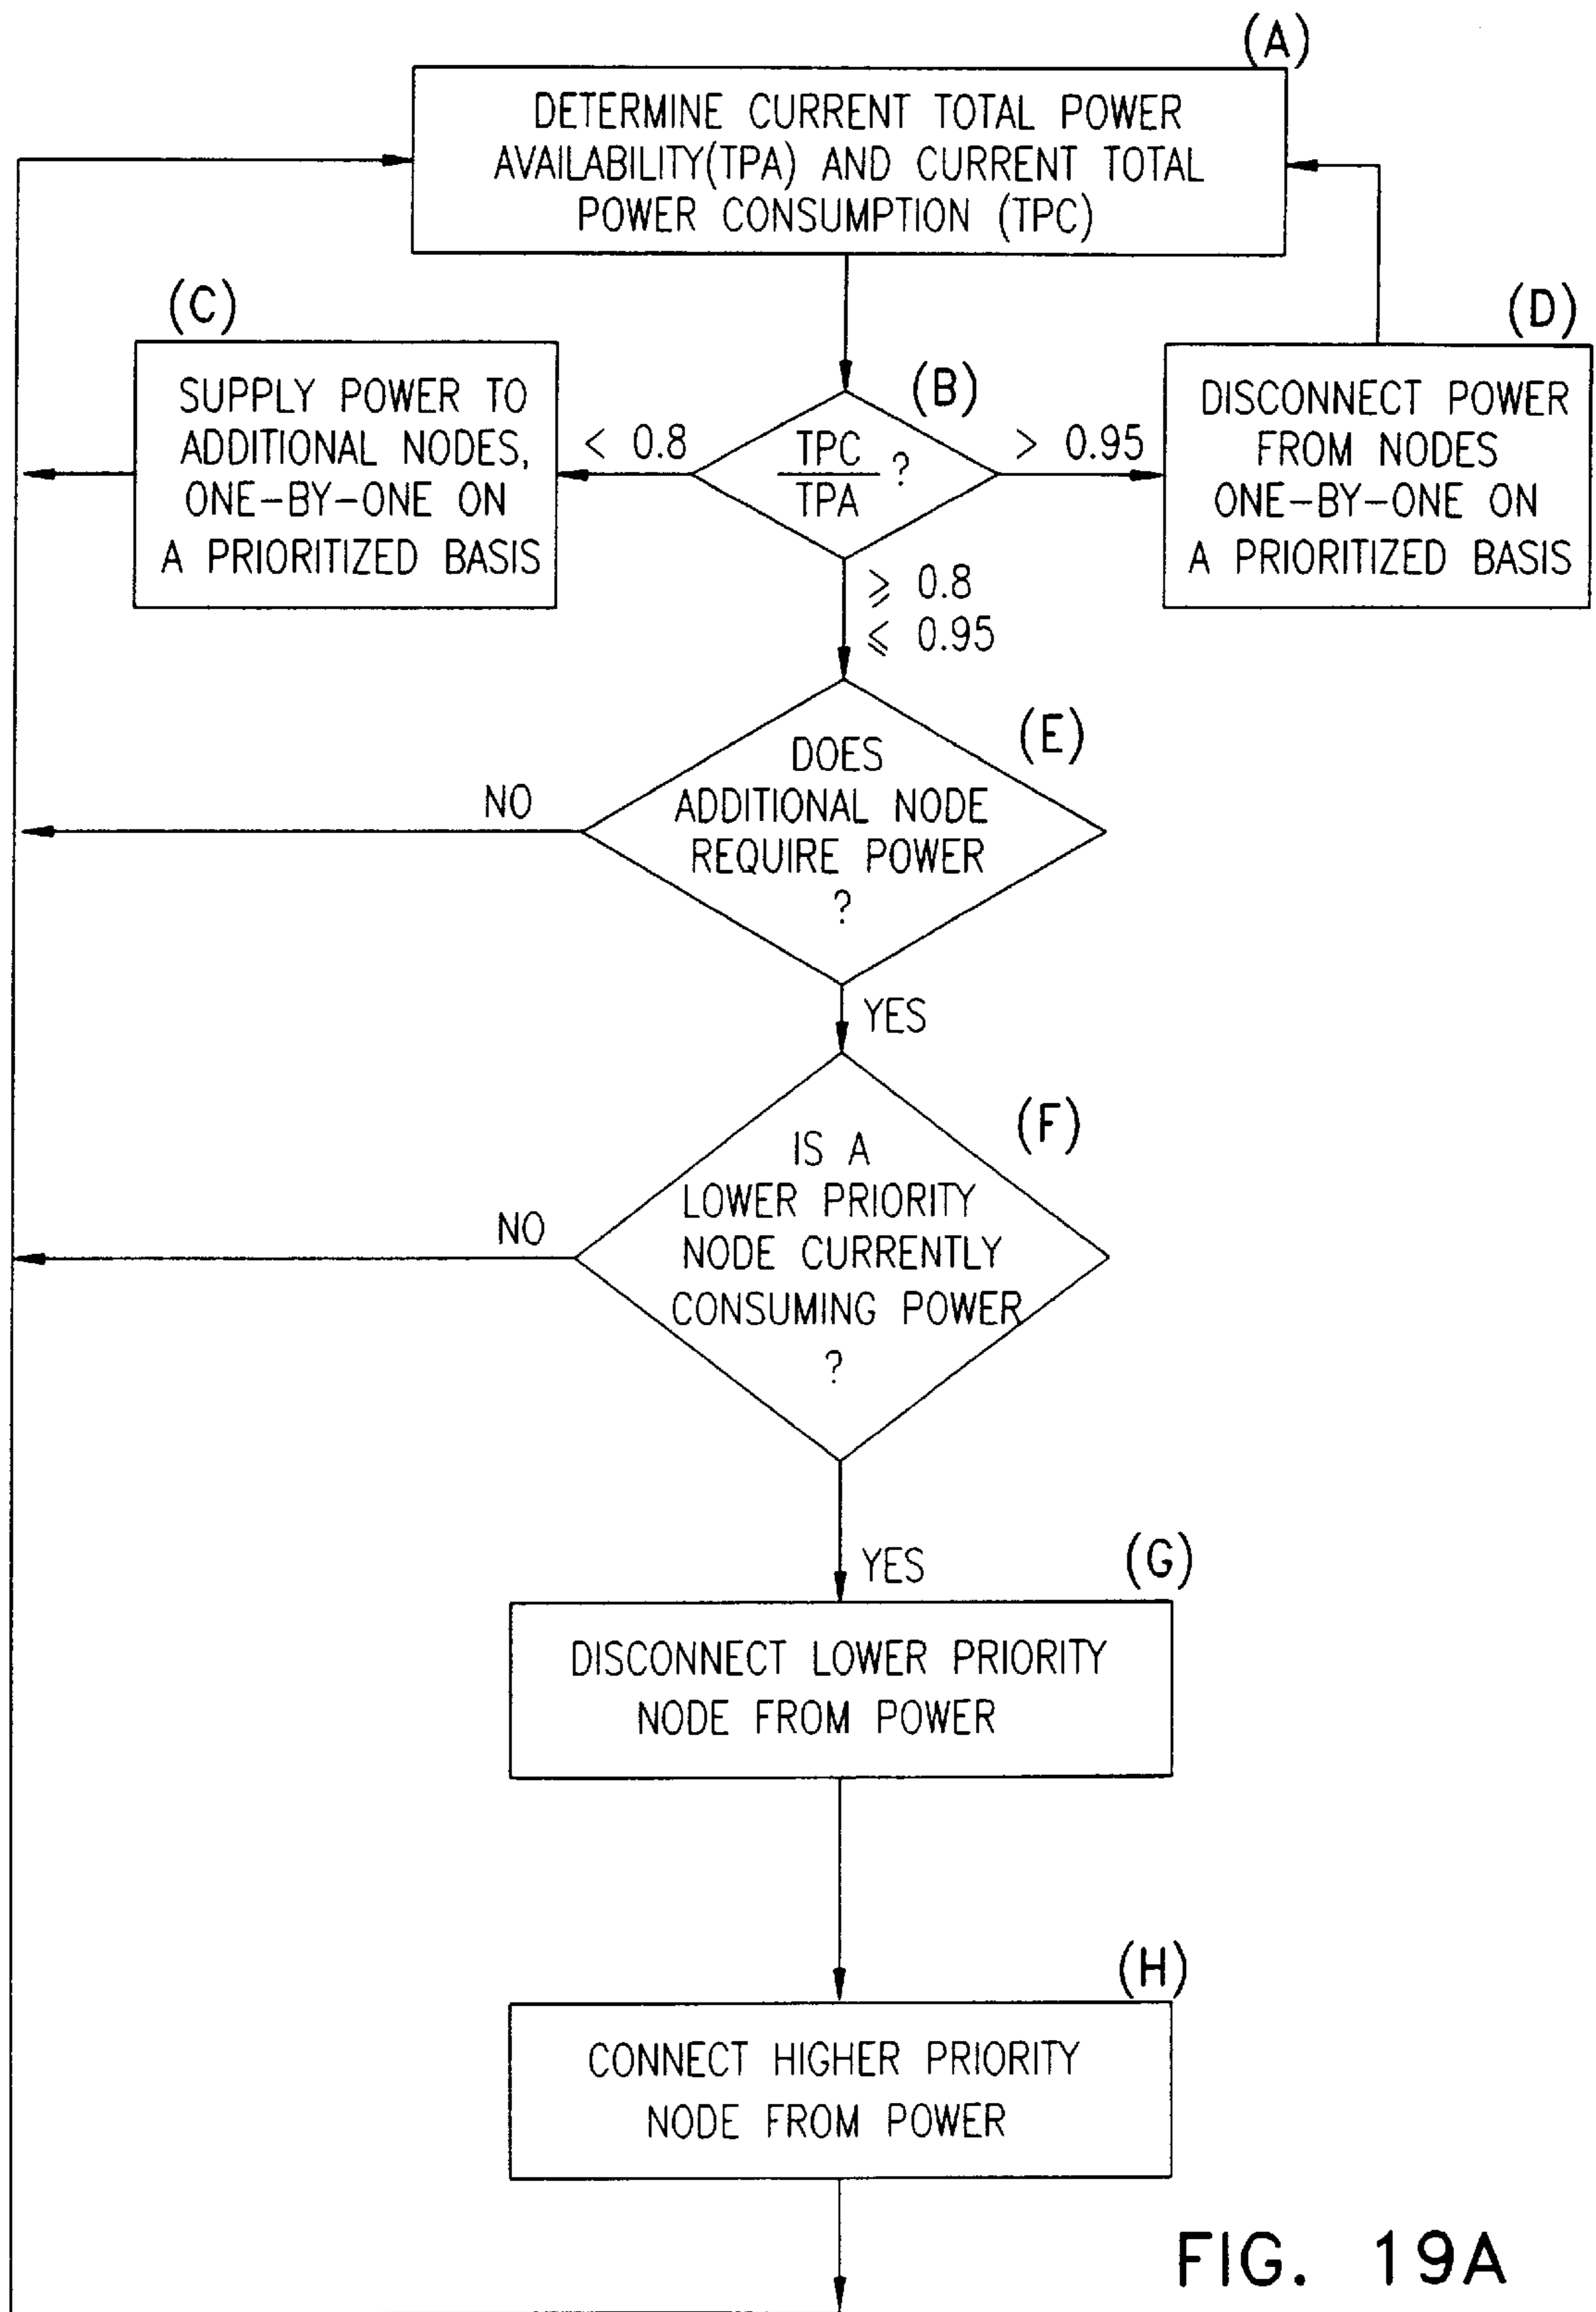 (A)
DETERMINE CURRENT TOTAL POWER
AVAILABILITY(TPA) AND CURRENT TOTAL
POWER CONSUMPTION (TPC)
(C)
SUPPLY POWER TO
ADDITIONAL NODES,
ONE-BY-ONE ON
A PRIORITIZED BASIS
< 0.8
(B)
TPC
TPA
?
> 0.95
(D)
DISCONNECT POWER
FROM NODES
ONE-BY-ONE ON
A PRIORITIZED BASIS
⩾ 0.8
⩽ 0.95
(E)
DOES
ADDITIONAL NODE
REQUIRE POWER
?
NO
YES
(F)
IS A
LOWER PRIORITY
NODE CURRENTLY
CONSUMING POWER
?
NO
YES
(G)
DISCONNECT LOWER PRIORITY
NODE FROM POWER
(H)
CONNECT HIGHER PRIORITY
NODE FROM POWER
FIG. 19A